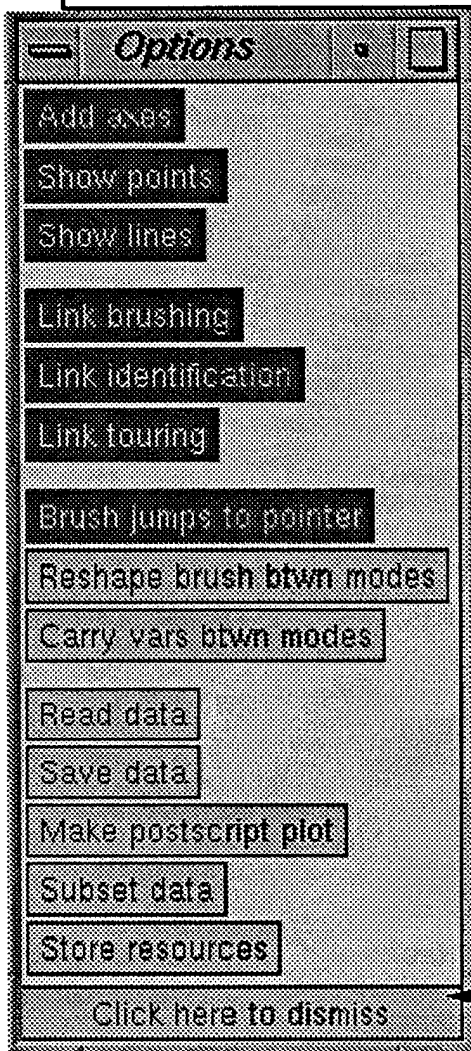 Options
Add axes
Show points
Show lines
Link brushing
Link identification
Link touring
Brush jumps to pointer
Reshape brush btwn modes
Carry vars btwn modes
Read data
Save data
Make postscript plot
Subset data
Store resources
Click here to dismiss